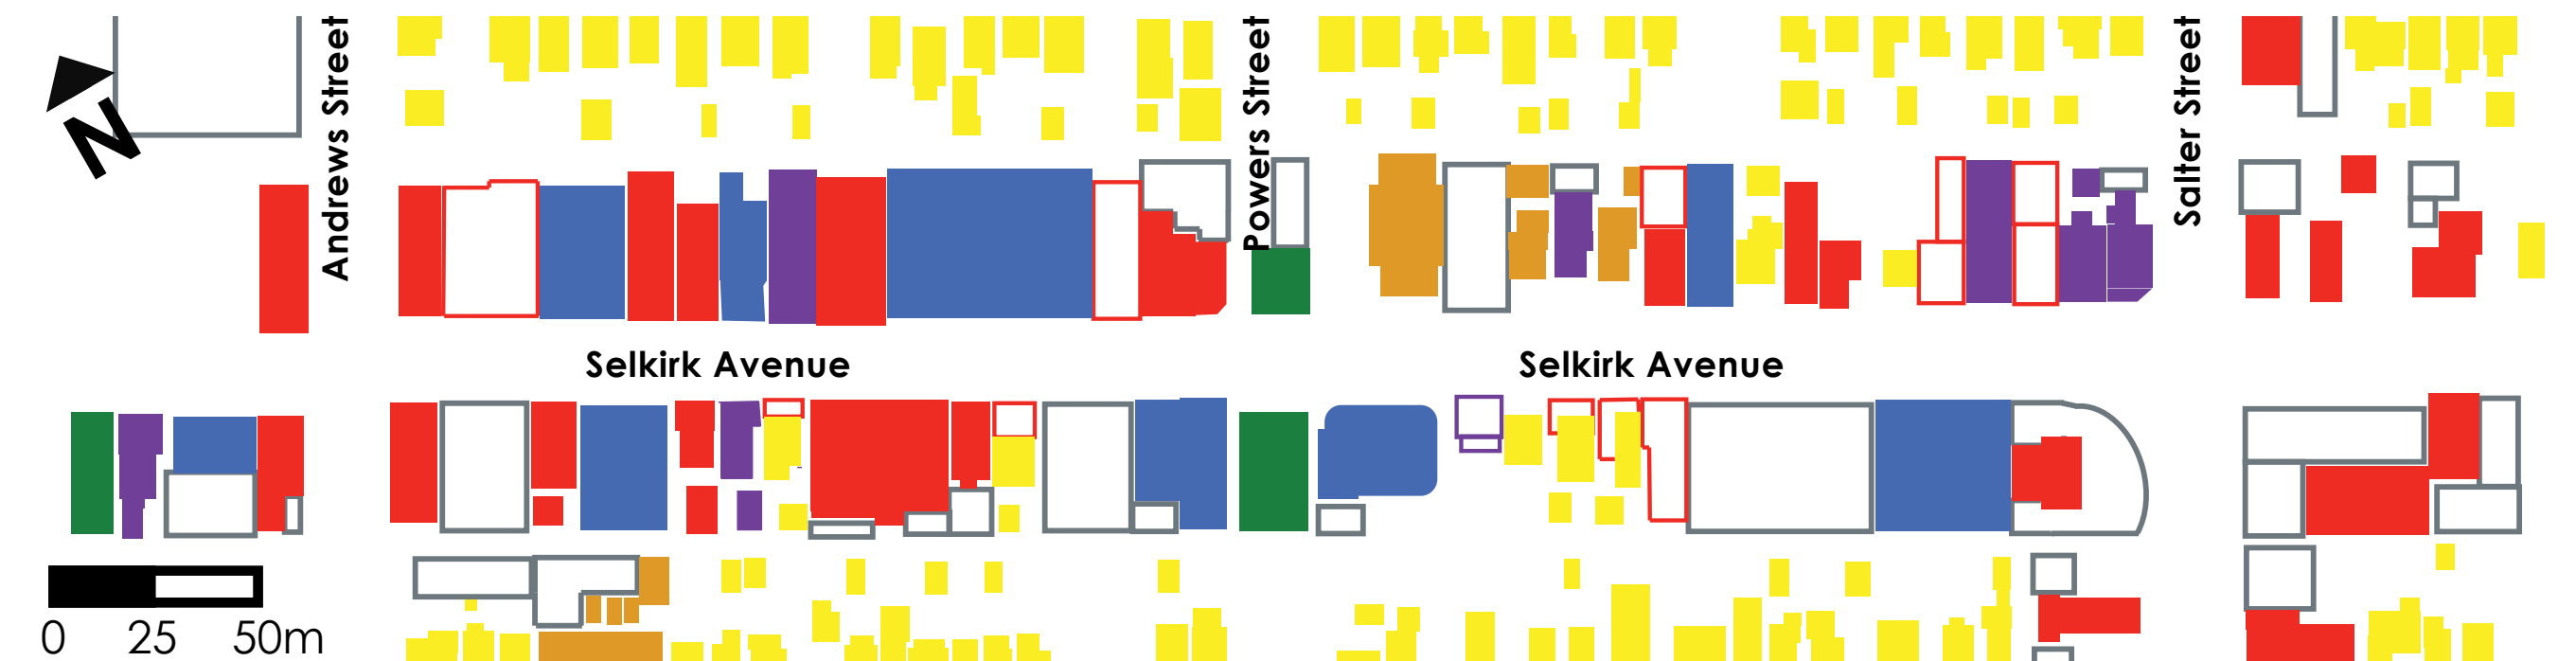 Andrews Street
Powers Street
Salter Street
N
Selkirk Avenue
Selkirk Avenue
0 25 50m